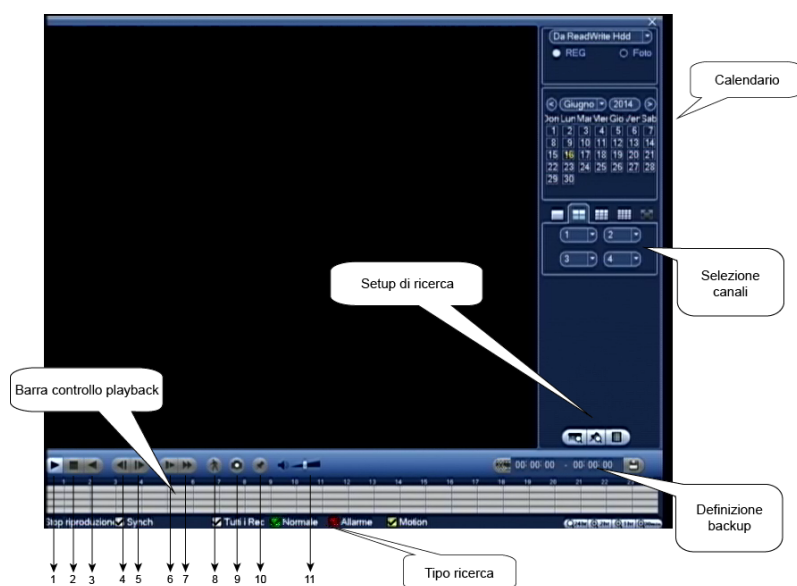 Da ReadWrite Hdd
REG Foto
Calendario
Giugno 2014
Dom Lun Mar Mer Gio Ven Sab
1 2 3 4 5 6 7
8 9 10 11 12 13 14
15 16 17 18 19 20 21
22 23 24 25 26 27 28
29 30
1 2
3 4
Selezione
canali
Setup di ricerca
Barra controllo playback
00:00:00 - 00:00:00
1 2 3 4 5 6 7 8 9 10 11 12 13 14 15 16 17 18 19 20 21 22 23
Stop riproduzion Synch Tutti i Rec Normale Allarme Motion 24hr 2hr 1hr
Definizione
backup
Tipo ricerca
1 2 3 4 5 6 7 8 9 10 11